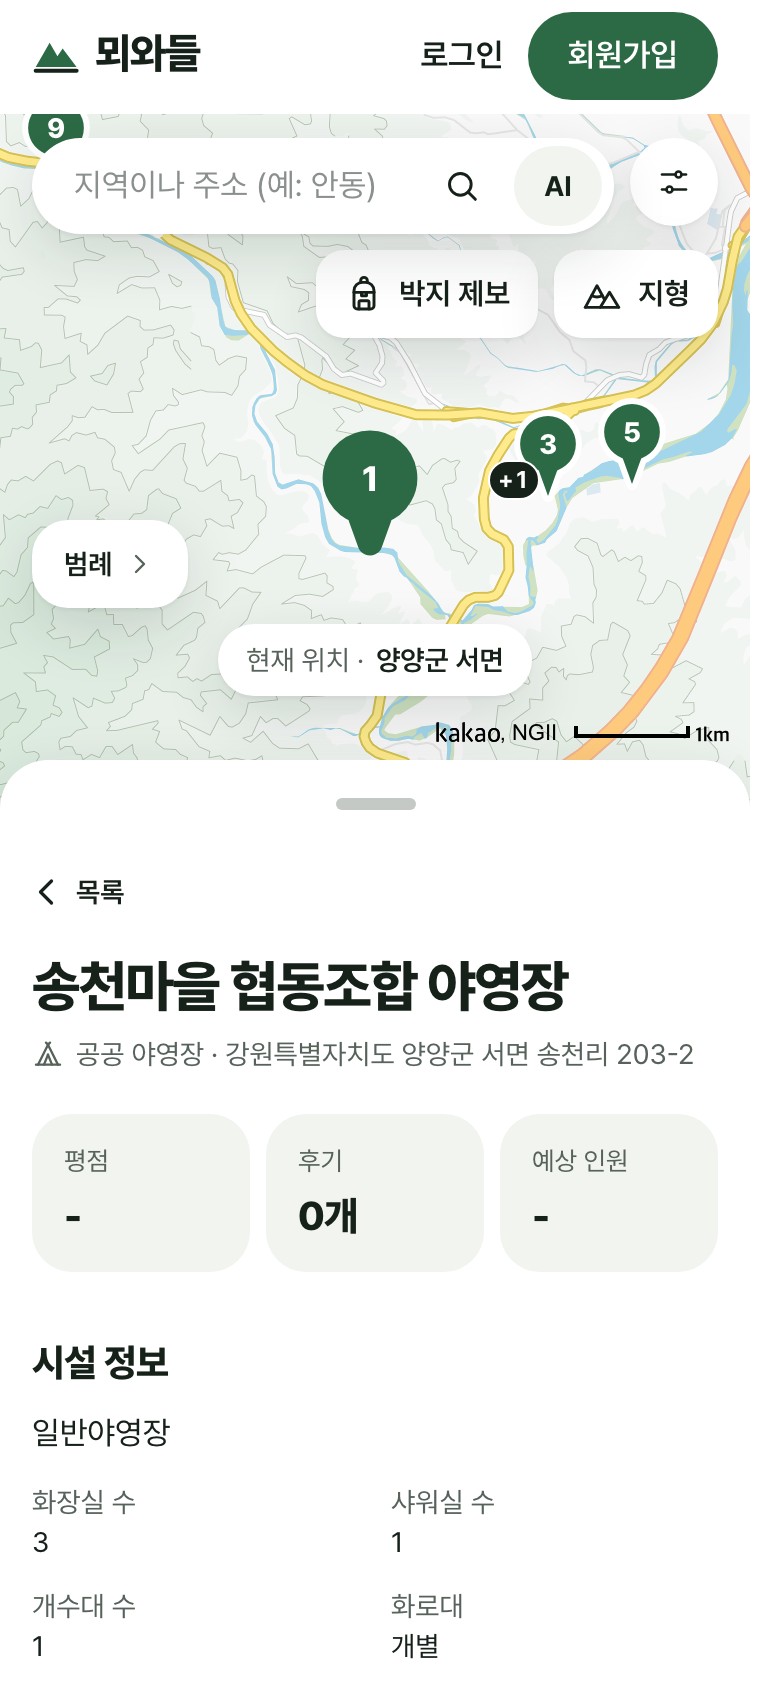 뫼와들
로그인
회원가입
9
지역이나 주소 (예: 안동)
AI
박지 제보
지형
1
3
+1
5
범례
현재 위치 · 양양군 서면
kakao, NGII
1km
목록
송천마을 협동조합 야영장
공공 야영장 · 강원특별자치도 양양군 서면 송천리 203-2
평점
-
후기
0개
예상 인원
-
시설 정보
일반야영장
화장실 수
3
샤워실 수
1
개수대 수
1
화로대
개별